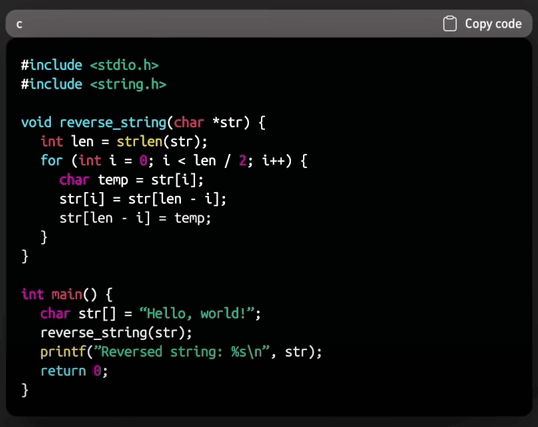 c
Copy code
#include <stdio.h>
#include <string.h>
void reverse_string(char *str) {
int len = strlen(str);
for (int i = 0; i < len / 2; i++) {
char temp = str[i];
str[i] = str[len - i];
str[len - i] = temp;
}
}
int main() {
char str[] = “Hello, world!”;
reverse_string(str);
printf(”Reversed string: %s\n”, str);
return 0;
}